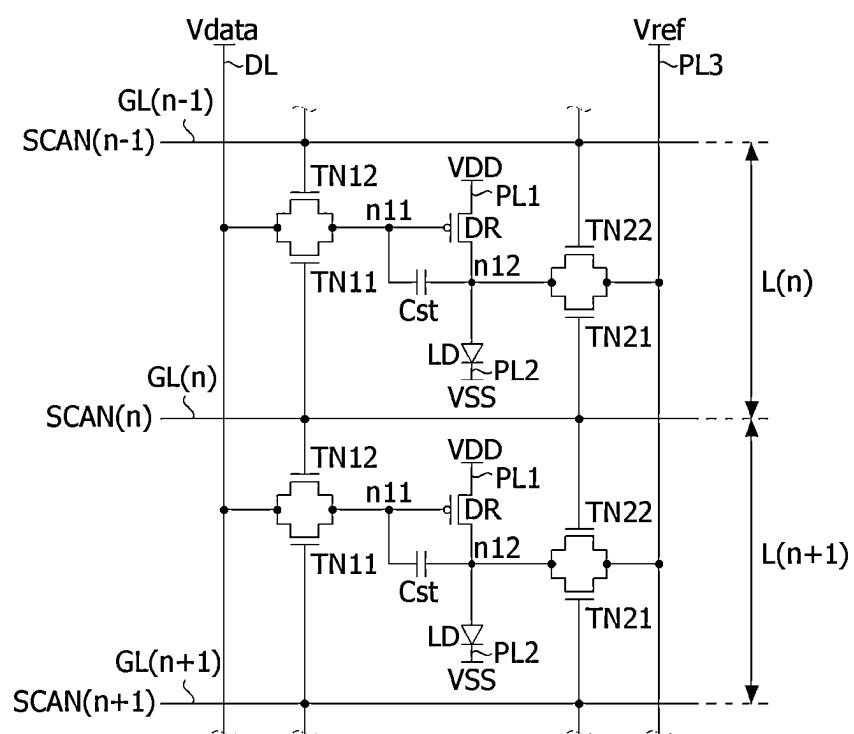 Vdata
Vref
DL
PL3
GL(n-1)
SCAN(n-1)
TN12
VDD
PL1
n11
DR
TN22
n12
TN11
Cst
L(n)
TN21
LD
PL2
VSS
GL(n)
SCAN(n)
TN12
VDD
PL1
n11
DR
TN22
n12
TN11
Cst
L(n+1)
TN21
LD
PL2
VSS
GL(n+1)
SCAN(n+1)